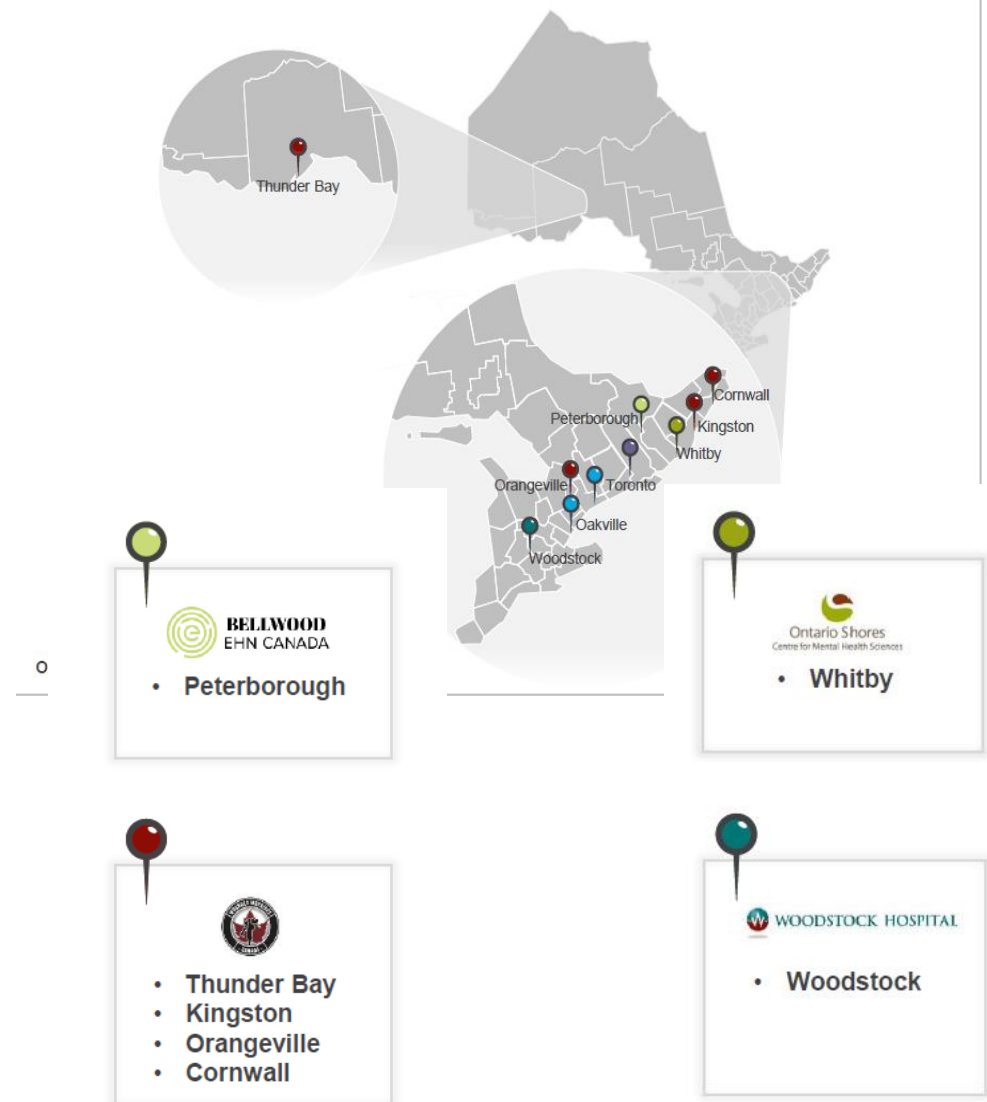 Thunder Bay
Cornwall
Peterborough
Kingston
Whitby
Orangeville
Toronto
Oakville
Woodstock
BELLWOOD
EHN CANADA
• Peterborough
Ontario Shores
Centre for Mental Health Sciences
• Whitby
o
• Thunder Bay
• Kingston
• Orangeville
• Cornwall
WOODSTOCK HOSPITAL
• Woodstock